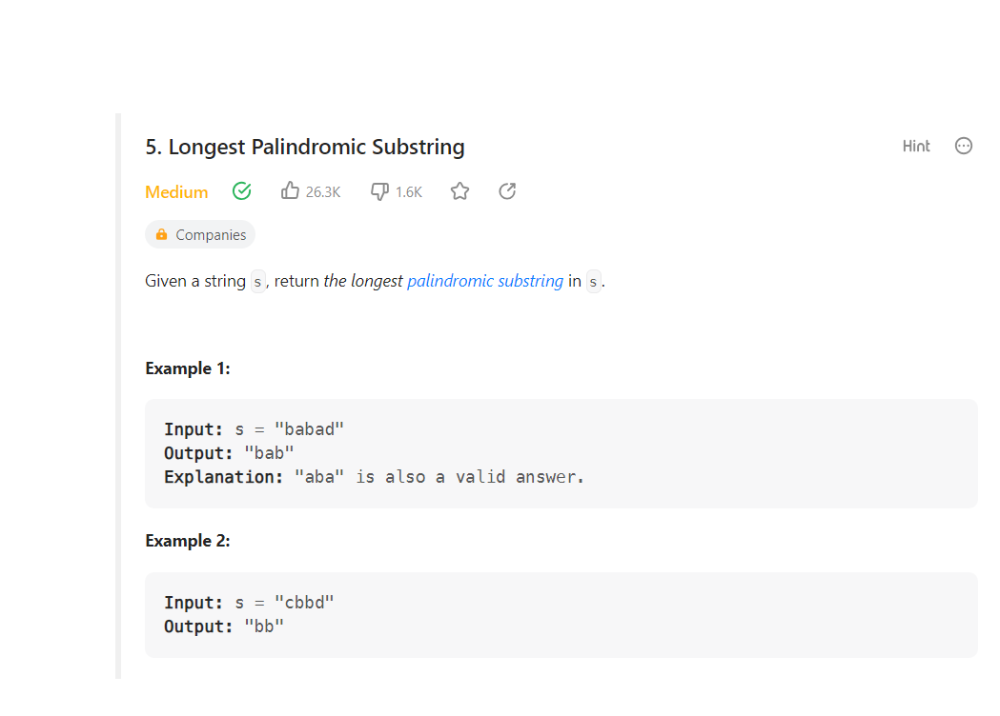 5. Longest Palindromic Substring
Hint
Medium
26.3K
1.6K
Companies
Given a string s, return the longest palindromic substring in s.
Example 1:
Input: s = "babad"
Output: "bab"
Explanation: "aba" is also a valid answer.
Example 2:
Input: s = "cbbd"
Output: "bb"